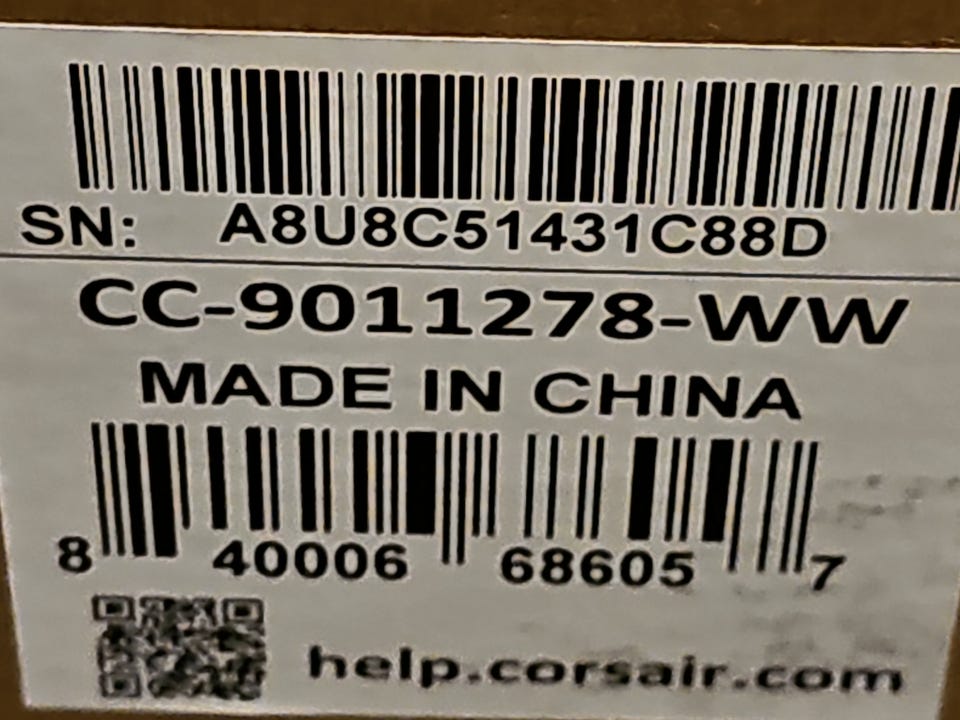 SN: A8U8C51431C88D
CC-9011278-WW
MADE IN CHINA
8 40006 68605 7
help.corsair.com